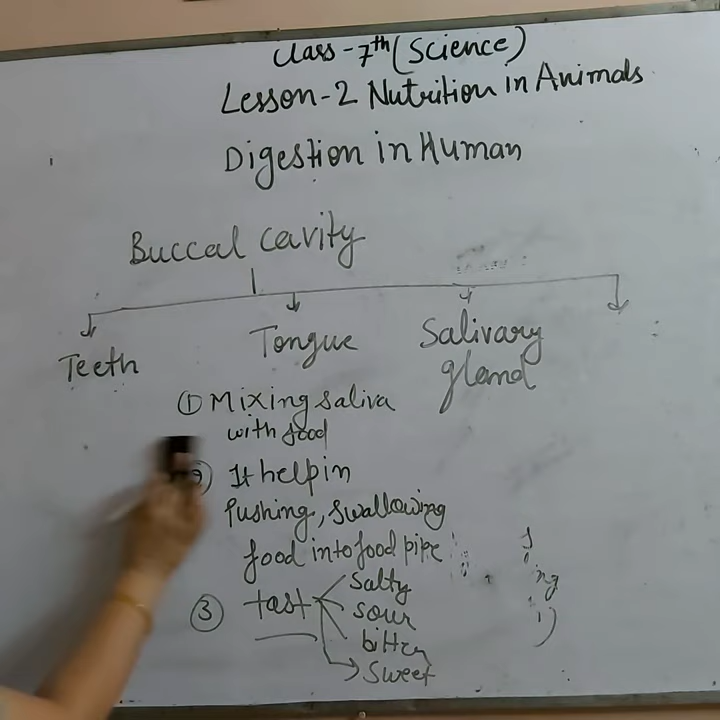 Class - 7th (Science)
Lesson-2 Nutrition in Animals
Digestion in Human
Buccal cavity
Teeth
Tongue
Salivary
gland
① Mixing saliva
with food
It help in
Pushing, swallowing
food into food pipe
③ tast
Salty
sour
bitter
Sweet
ng